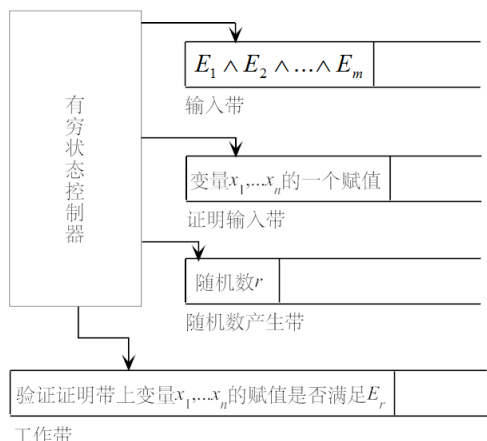 有穷状态控制器
E₁ ∧ E₂ ∧ … ∧ Eₘ
输入带
变量x₁,...xₙ的一个赋值
证明输入带
随机数r
随机数产生带
验证证明带上变量x₁,...xₙ的赋值是否满足Eᵣ
工作带